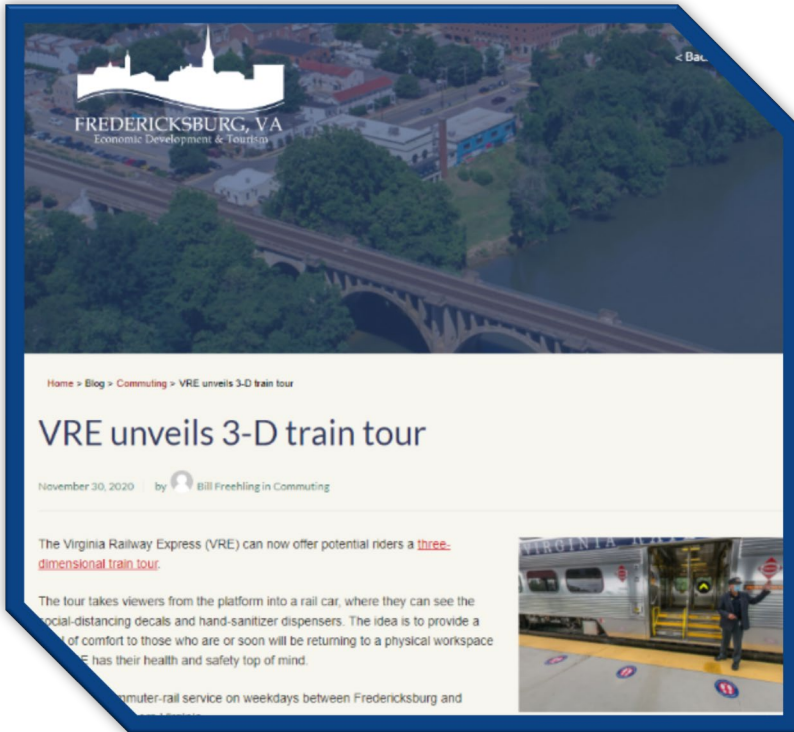 < Bac
FREDERICKSBURG, VA
Economic Development & Tourism
Home > Blog > Commuting > VRE unveils 3-D train tour
VRE unveils 3-D train tour
November 30, 2020 by Bill Freehling in Commuting
The Virginia Railway Express (VRE) can now offer potential riders a three-
dimensional train tour.
The tour takes viewers from the platform into a rail car, where they can see the
social-distancing decals and hand-sanitizer dispensers. The idea is to provide a
of comfort to those who are or soon will be returning to a physical workspace
E has their health and safety top of mind.
mmuter-rail service on weekdays between Fredericksburg and
VIRGINIA